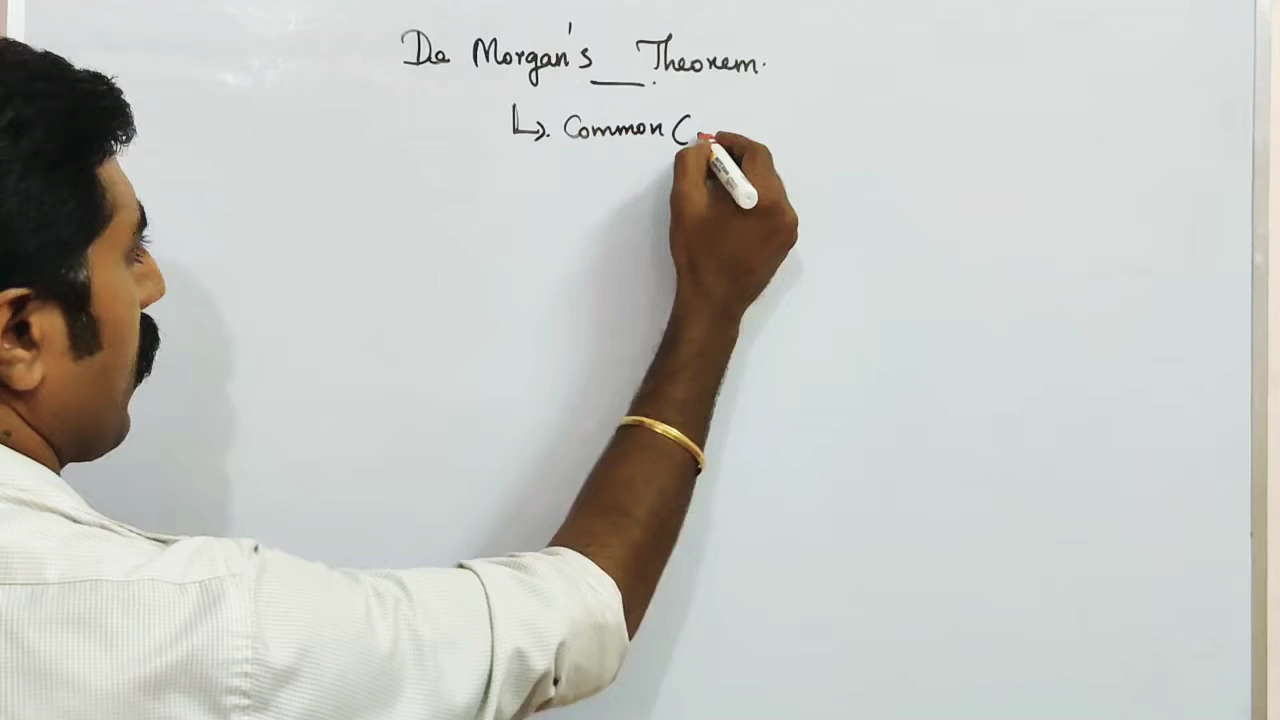 De Morgan's Theorem.
↳ Common (